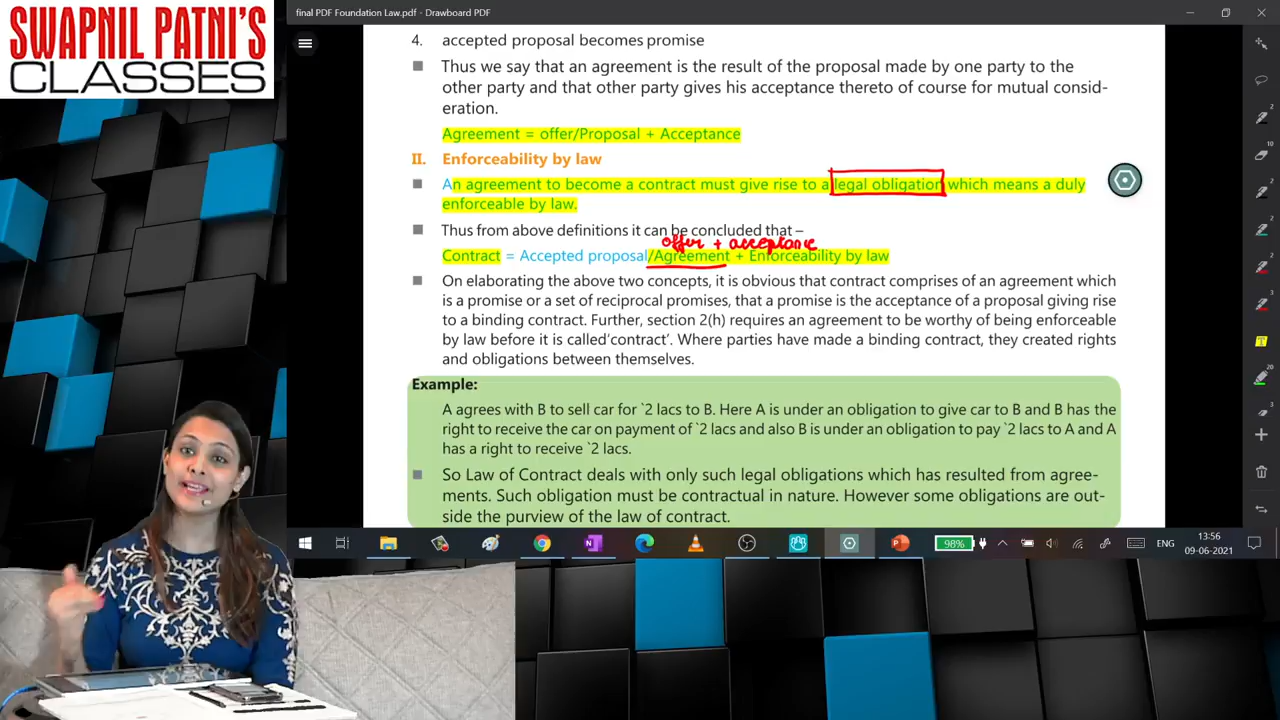 SWAPNIL PATNI'S
CLASSES
final PDF Foundation Law.pdf - Drawboard PDF
4. accepted proposal becomes promise
Thus we say that an agreement is the result of the proposal made by one party to the
other party and that other party gives his acceptance thereto of course for mutual consid-
eration.
Agreement = offer/Proposal + Acceptance
II. Enforceability by law
An agreement to become a contract must give rise to a legal obligation which means a duly
enforceable by law.
Thus from above definitions it can be concluded that –
offer + acceptance
Contract = Accepted proposal/Agreement + Enforceability by law
On elaborating the above two concepts, it is obvious that contract comprises of an agreement which
is a promise or a set of reciprocal promises, that a promise is the acceptance of a proposal giving rise
to a binding contract. Further, section 2(h) requires an agreement to be worthy of being enforceable
by law before it is called'contract'. Where parties have made a binding contract, they created rights
and obligations between themselves.
Example:
A agrees with B to sell car for `2 lacs to B. Here A is under an obligation to give car to B and B has the
right to receive the car on payment of `2 lacs and also B is under an obligation to pay `2 lacs to A and A
has a right to receive `2 lacs.
So Law of Contract deals with only such legal obligations which has resulted from agree-
ments. Such obligation must be contractual in nature. However some obligations are out-
side the purview of the law of contract.
98%
ENG
13:56
09-06-2021